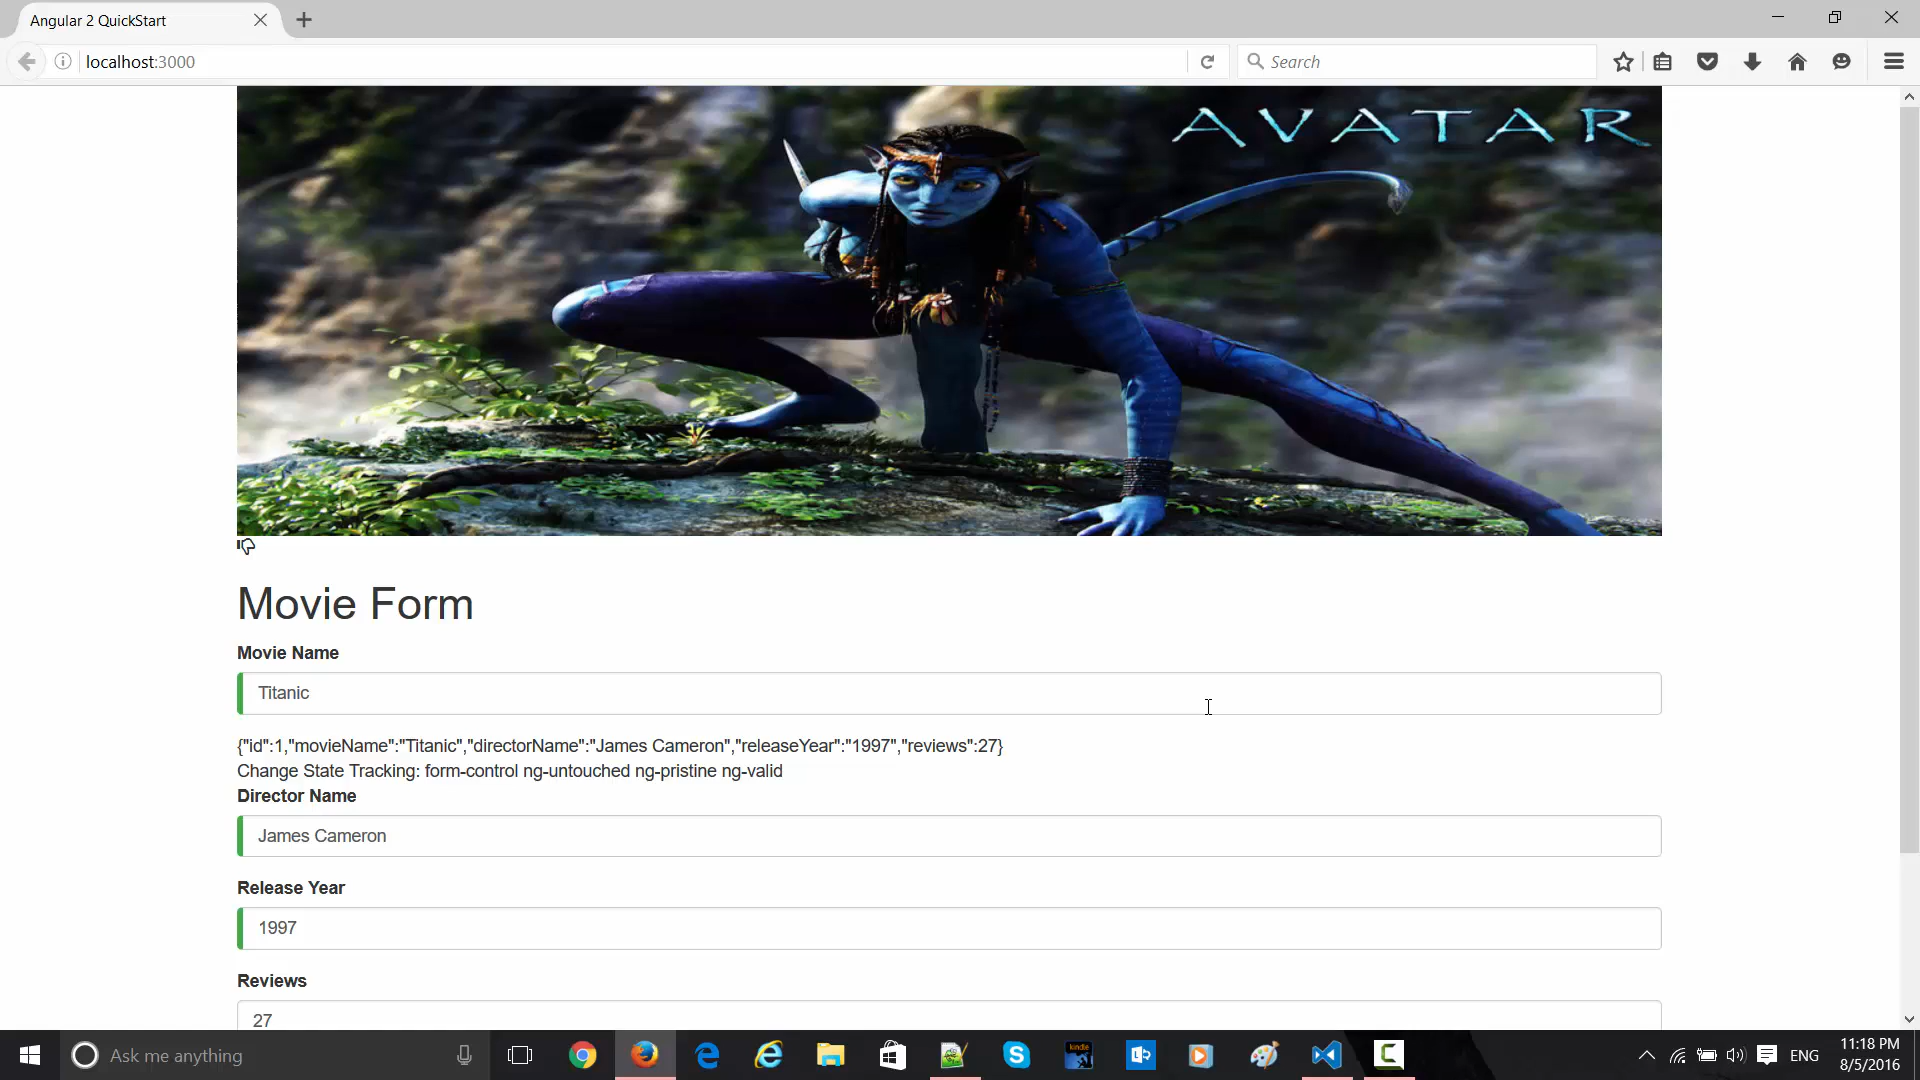 Angular 2 QuickStart
localhost:3000
Search
AVATAR
Movie Form
Movie Name
Titanic
{"id":1,"movieName":"Titanic","directorName":"James Cameron","releaseYear":"1997","reviews":27}
Change State Tracking: form-control ng-untouched ng-pristine ng-valid
Director Name
James Cameron
Release Year
1997
Reviews
27
Ask me anything
kindle
ENG
11:18 PM
8/5/2016